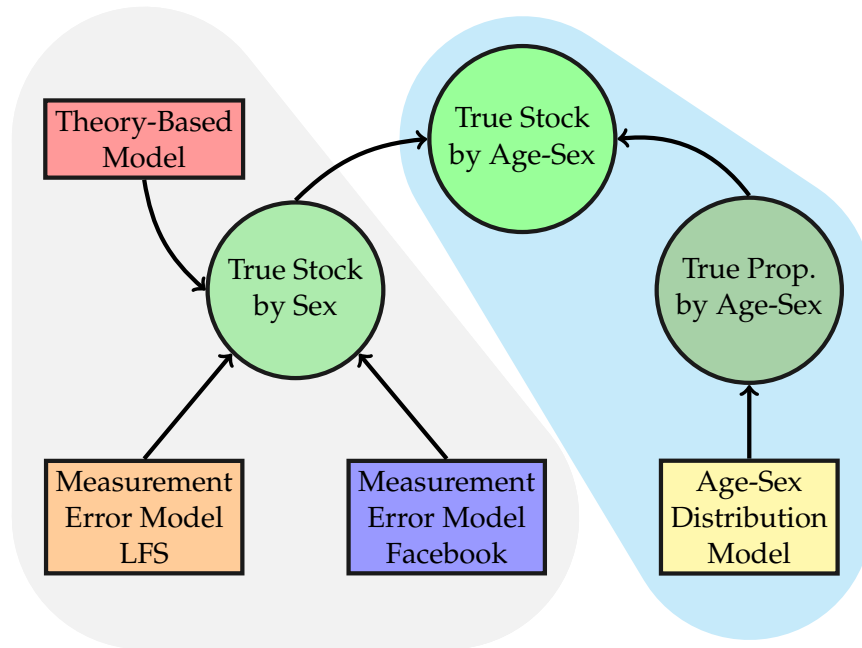 Theory-Based
Model
True Stock
by Age-Sex
True Stock
by Sex
True Prop.
by Age-Sex
Measurement
Error Model
LFS
Measurement
Error Model
Facebook
Age-Sex
Distribution
Model